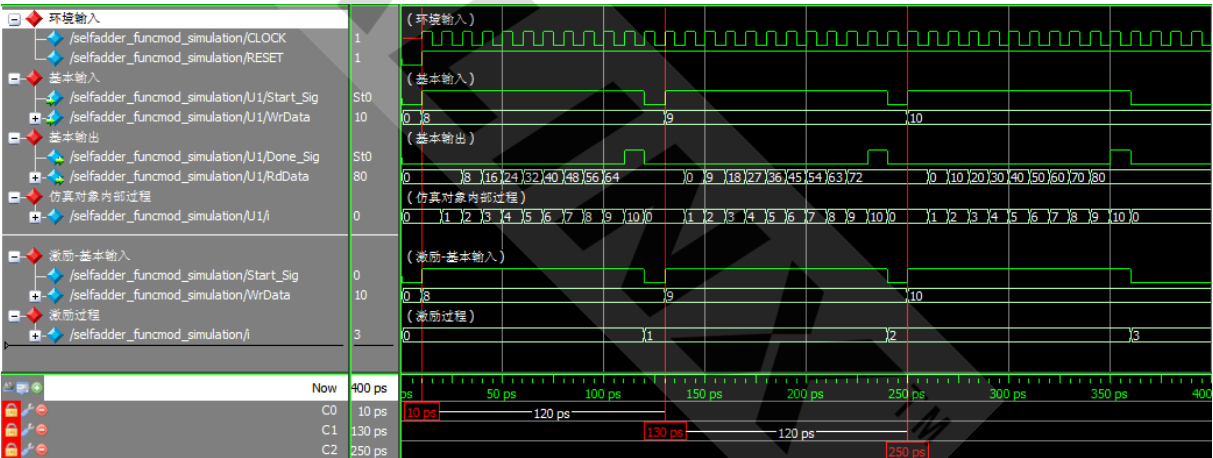 环境输入 (环境输入)
/selfadder_funcmod_simulation/CLOCK 1
/selfadder_funcmod_simulation/RESET 1
基本输入 (基本输入)
/selfadder_funcmod_simulation/U1/Start_Sig St0
/selfadder_funcmod_simulation/U1/WrData 10 0 8 9 10
基本输出 (基本输出)
/selfadder_funcmod_simulation/U1/Done_Sig St0
/selfadder_funcmod_simulation/U1/RdData 80 0 8 16 24 32 40 48 56 64 0 9 18 27 36 45 54 63 72 0 10 20 30 40 50 60 70 80
仿真对象内部过程 (仿真对象内部过程)
/selfadder_funcmod_simulation/U1/i 0 0 1 2 3 4 5 6 7 8 9 10 0 1 2 3 4 5 6 7 8 9 10 0 1 2 3 4 5 6 7 8 9 10 0
激励-基本输入 (激励-基本输入)
/selfadder_funcmod_simulation/Start_Sig 0
/selfadder_funcmod_simulation/WrData 10 0 8 9 10
激励过程 (激励过程)
/selfadder_funcmod_simulation/i 3 0 1 2 3
Now 400 ps ps 50 ps 100 ps 150 ps 200 ps 250 ps 300 ps 350 ps 400
C0 10 ps 10 ps 120 ps
C1 130 ps 130 ps 120 ps
C2 250 ps 250 ps